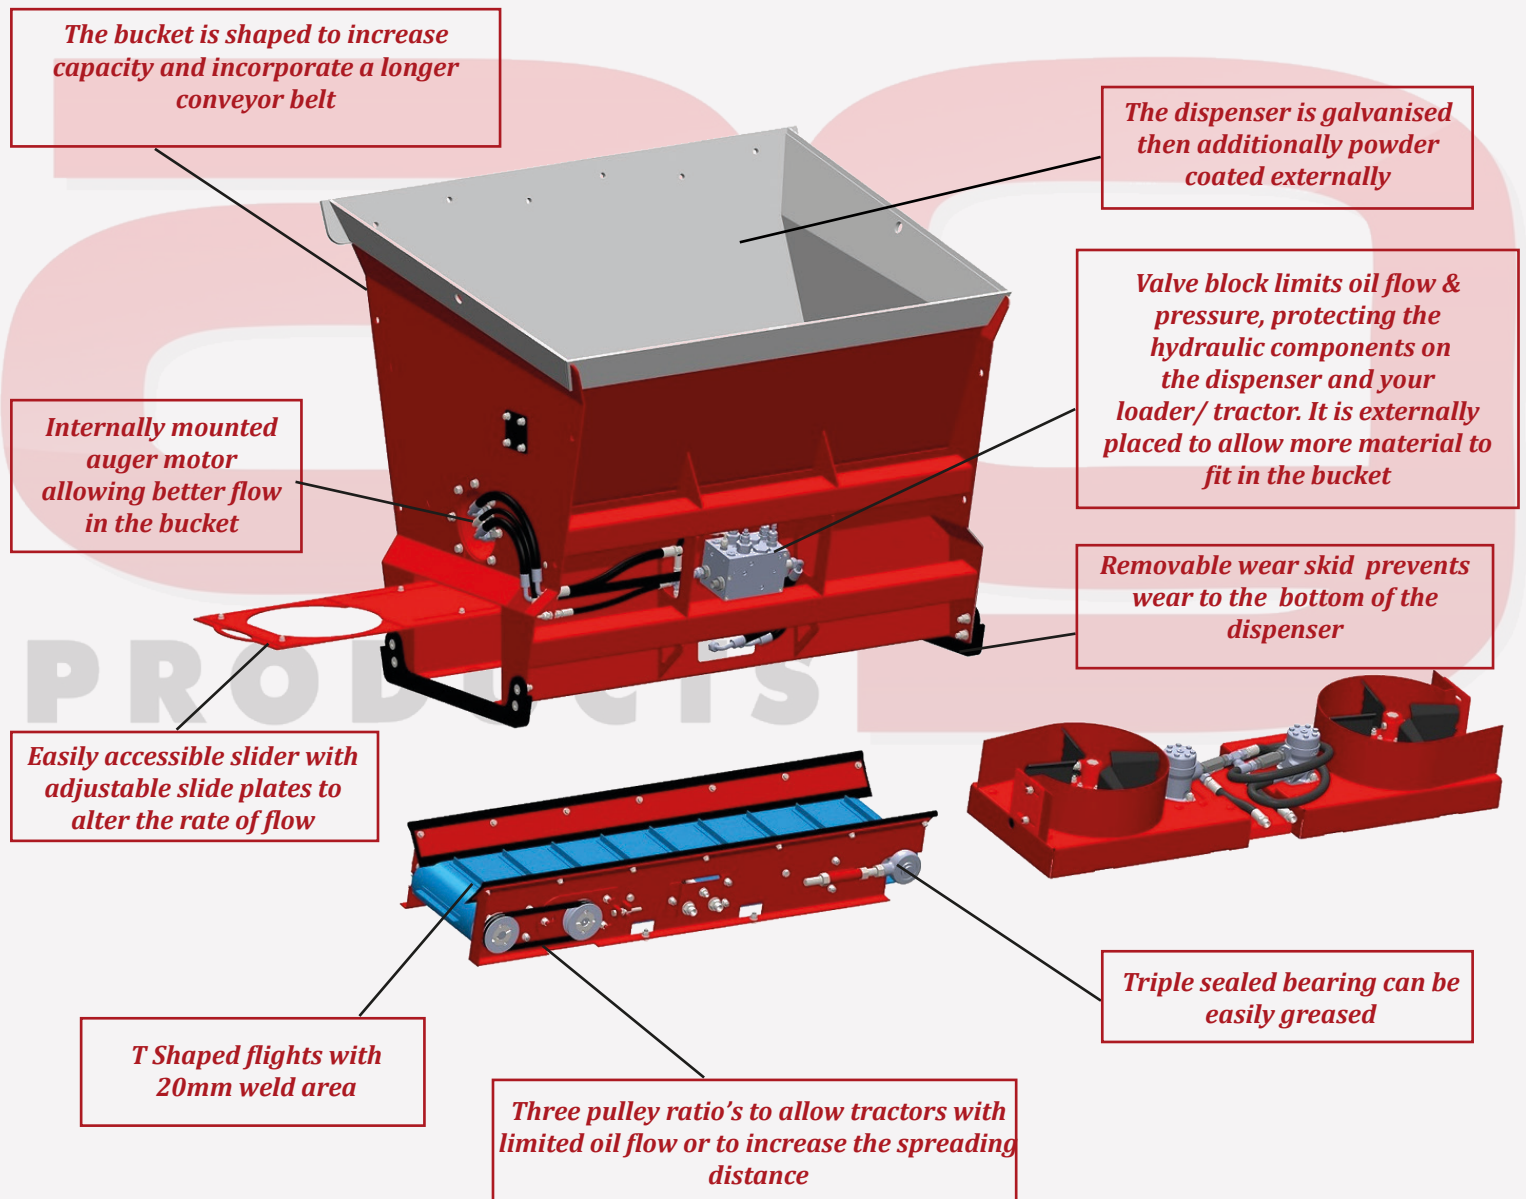 The bucket is shaped to increase
capacity and incorporate a longer
conveyor belt
The dispenser is galvanised
then additionally powder
coated externally
Valve block limits oil flow &
pressure, protecting the
hydraulic components on
the dispenser and your
loader/ tractor. It is externally
placed to allow more material to
fit in the bucket
Internally mounted
auger motor
allowing better flow
in the bucket
Removable wear skid prevents
wear to the bottom of the
dispenser
PRODUCTS
Easily accessible slider with
adjustable slide plates to
alter the rate of flow
Triple sealed bearing can be
easily greased
T Shaped flights with
20mm weld area
Three pulley ratio's to allow tractors with
limited oil flow or to increase the spreading
distance